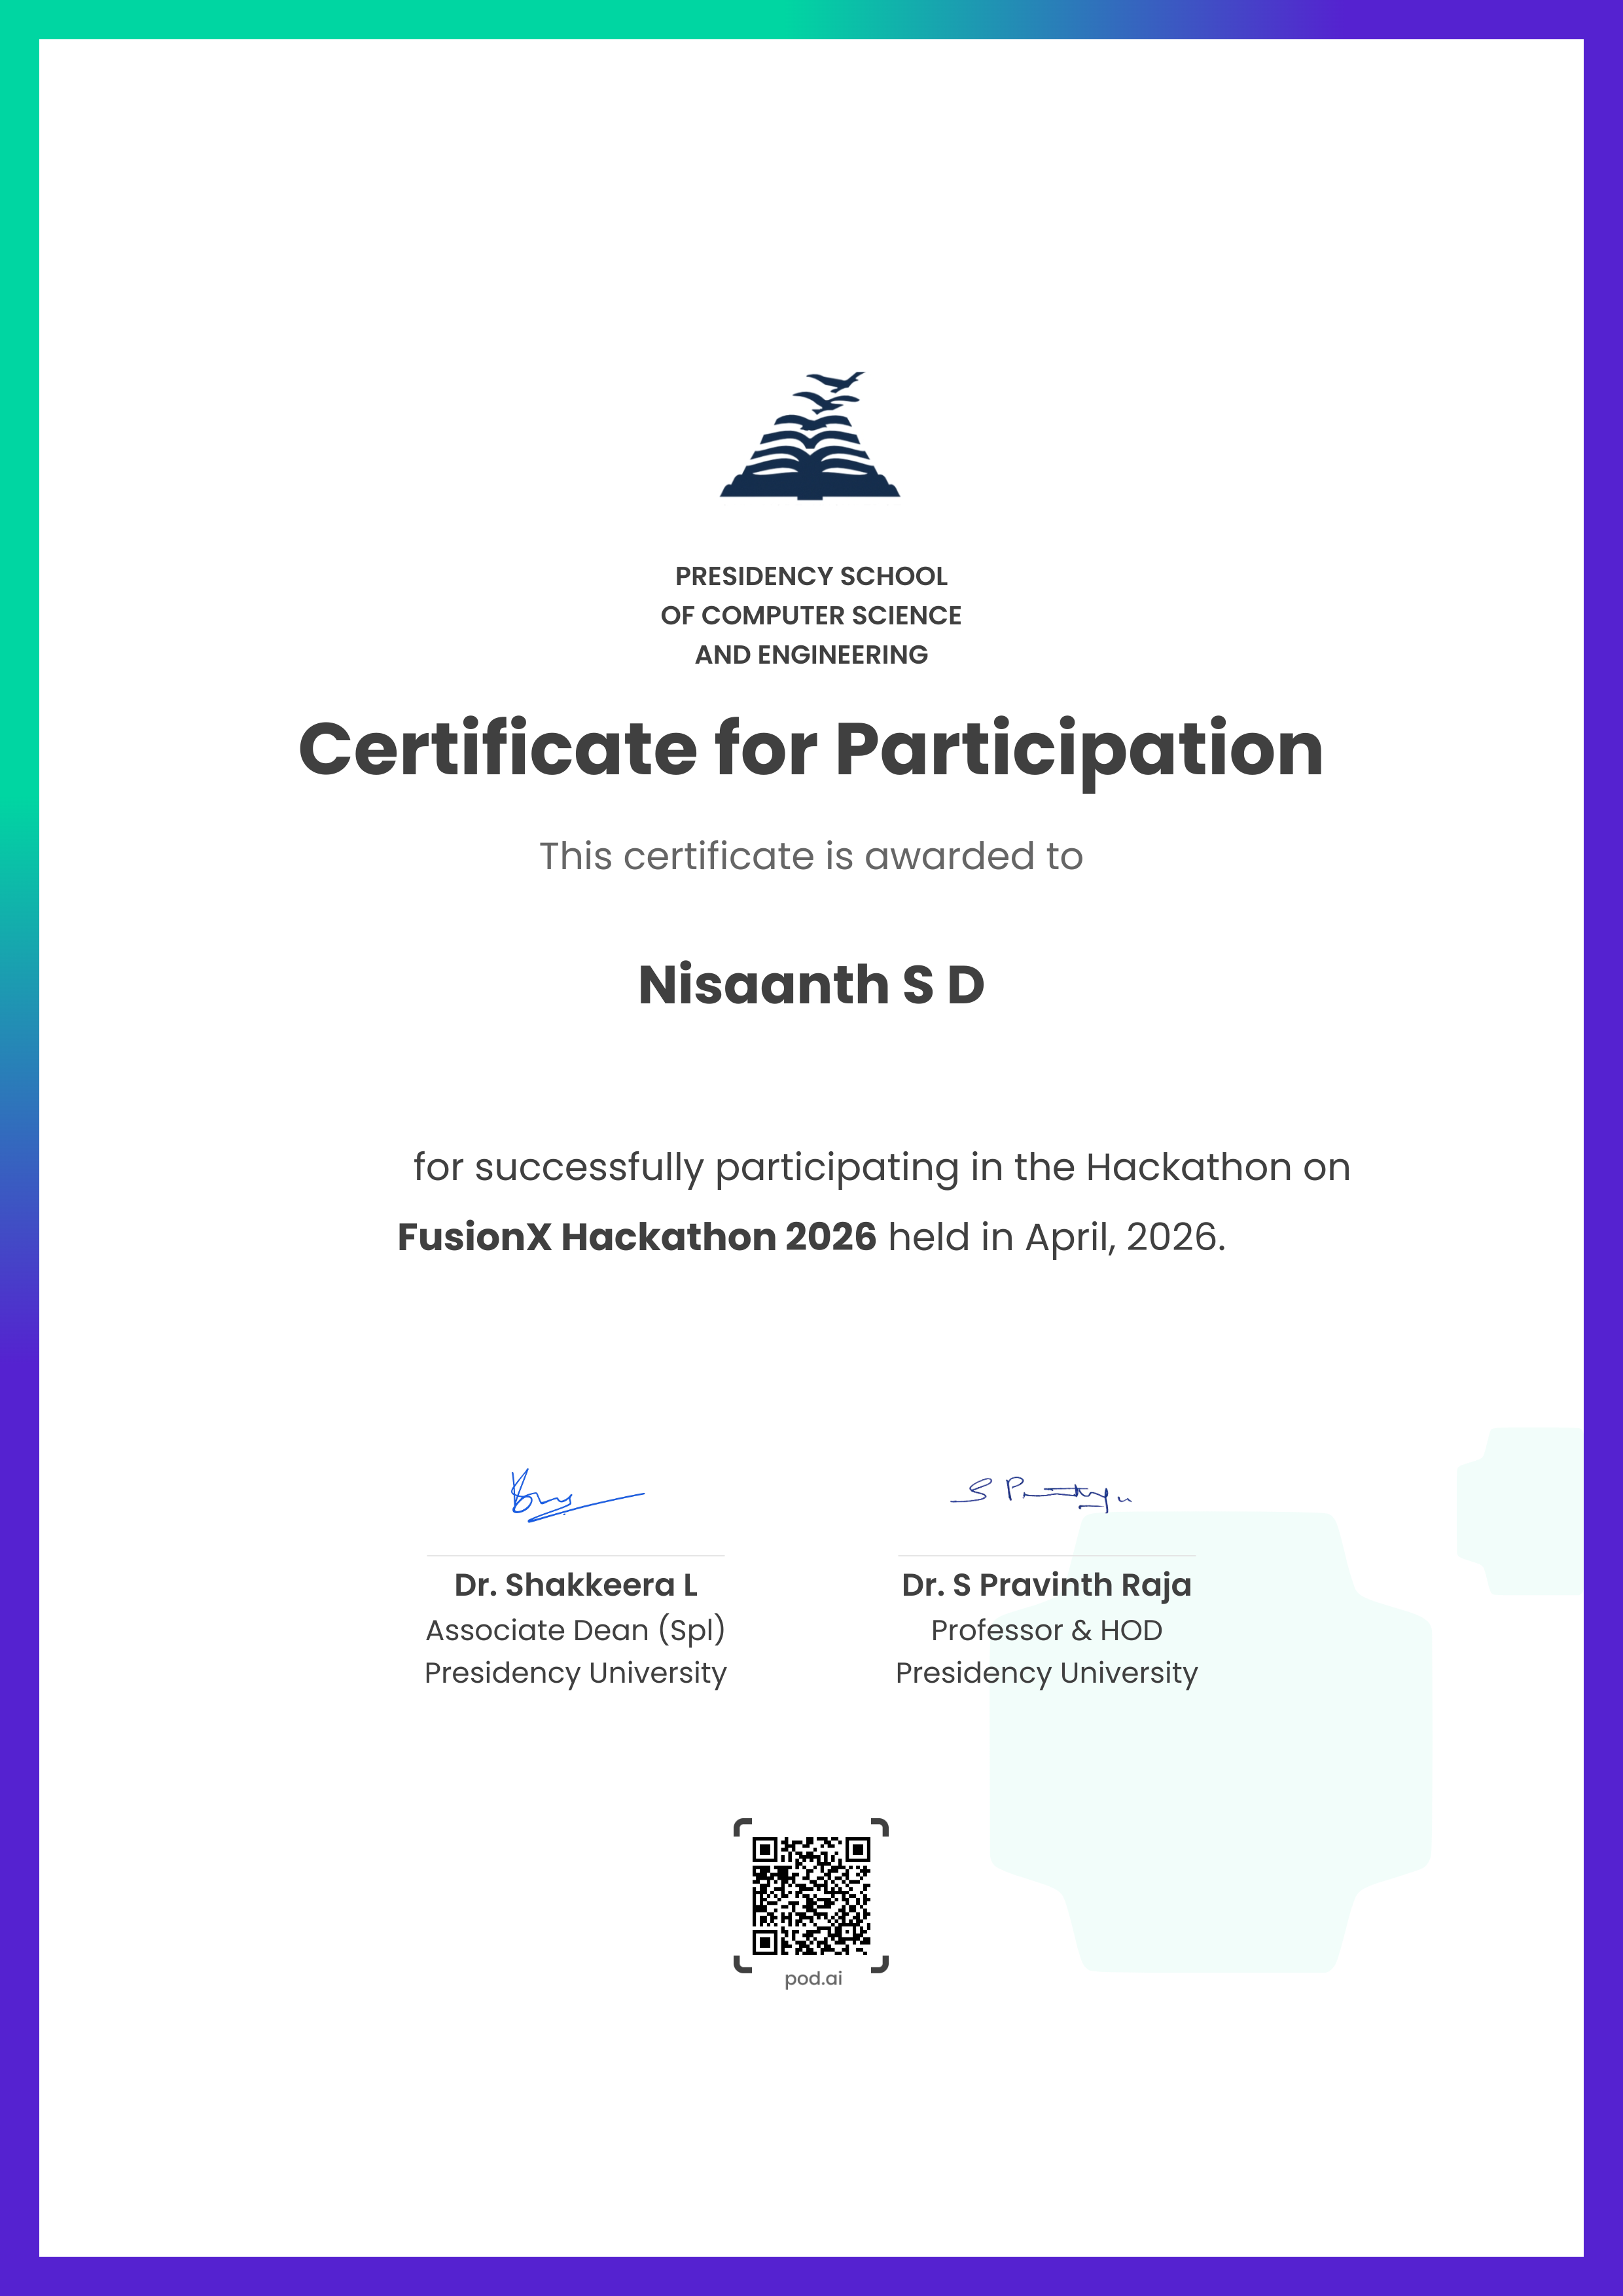 PRESIDENCY SCHOOL
OF COMPUTER SCIENCE
AND ENGINEERING
Certificate for Participation
This certificate is awarded to
Nisaanth S D
for successfully participating in the Hackathon on
FusionX Hackathon 2026 held in April, 2026.
Dr. Shakkeera L
Associate Dean (Spl)
Presidency University
Dr. S Pravinth Raja
Professor & HOD
Presidency University
pod.ai